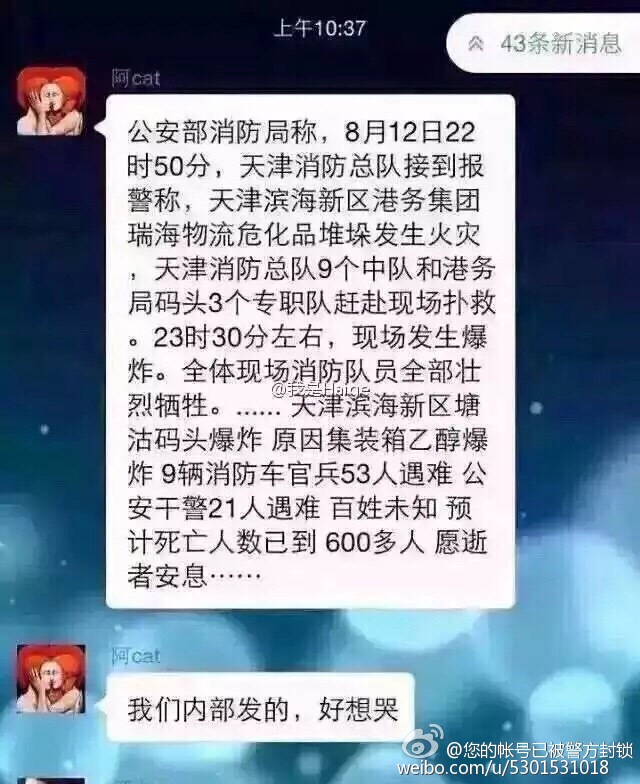 上午10:37
43条新消息
阿cat
公安部消防局称，8月12日22
时50分，天津消防总队接到报
警称，天津滨海新区港务集团
瑞海物流危化品堆垛发生火灾
，天津消防总队9个中队和港务
局码头3个专职队赶赴现场扑救
。23时30分左右，现场发生爆
炸。全体现场消防队员全部壮
@我是Haige
烈牺牲。...... 天津滨海新区塘
沽码头爆炸 原因集装箱乙醇爆
炸 9辆消防车官兵53人遇难 公
安干警21人遇难 百姓未知 预
计死亡人数已到 600多人 愿逝
者安息……
阿cat
我们内部发的，好想哭
@您的帐号已被警方封锁
weibo.com/u/5301531018